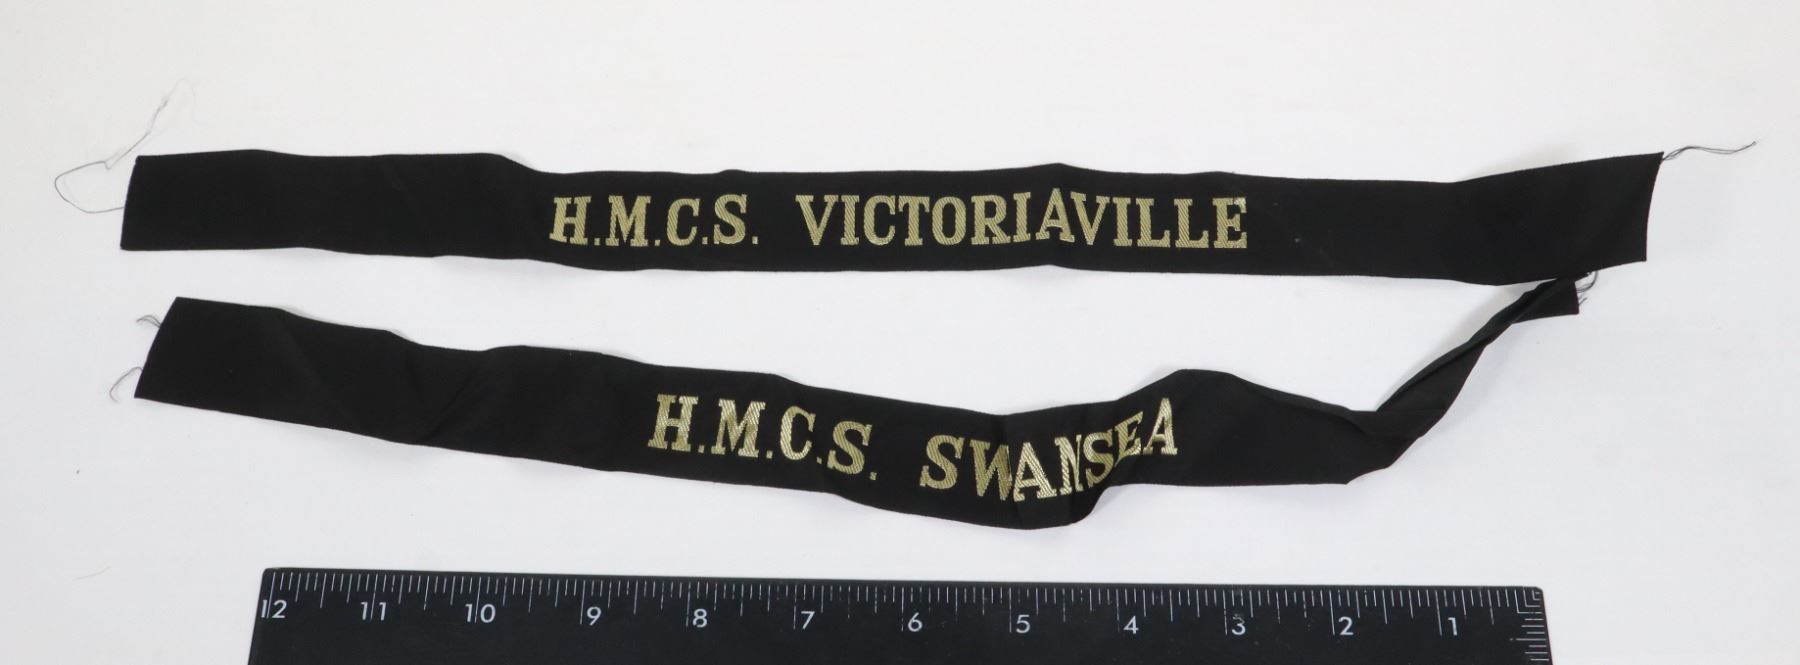 H.M.C.S. VICTORIAVILLE
H.M.C.S. SWANSEA
12 11 10 9 8 7 6 5 4 3 2 1